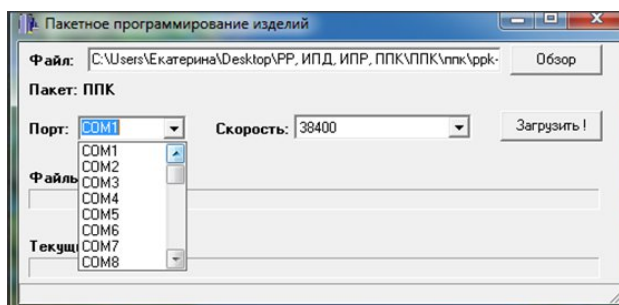 Пакетное программирование изделий
Файл: C:\Users\Екатерина\Desktop\PP, ИПД, ИПР, ППК\ППК\ппк\ppk- Обзор
Пакет: ППК
Порт: COM1 Скорость: 38400 Загрузить !
COM1
COM2
COM3
COM4
COM5
COM6
COM7
COM8